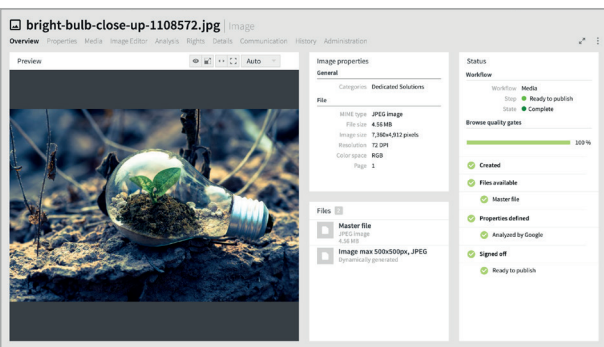 bright-bulb-close-up-1108572.jpg | Image
Overview Properties Media Image Editor Analysis Rights Details Communication History Administration
Preview
Auto
Image properties
General
Categories Dedicated Solutions
File
MIME type JPEG image
File size 4.56 MB
Image size 7,360x4,912 pixels
Resolution 72 DPI
Color space RGB
Page 1
Files
Master file
JPEG image
4.56 MB
Image max 500x500px, JPEG
Dynamically generated
Status
Workflow
Workflow Media
Step Ready to publish
State Complete
Browse quality gates
100 %
Created
Files available
Master file
Properties defined
Analyzed by Google
Signed off
Ready to publish